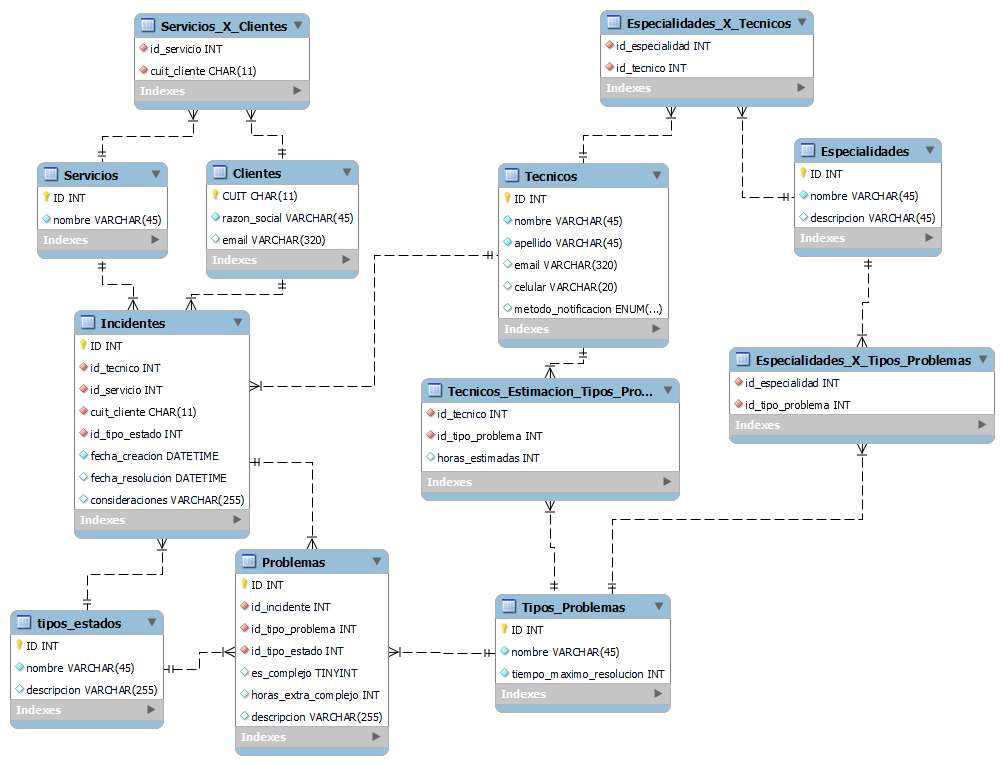 Servicios_X_Clientes
id_servicio INT
cuit_cliente CHAR(11)
Indexes
Especialidades_X_Tecnicos
id_especialidad INT
id_tecnico INT
Indexes
Servicios
ID INT
nombre VARCHAR(45)
Indexes
Clientes
CUIT CHAR(11)
razon_social VARCHAR(45)
email VARCHAR(320)
Indexes
Tecnicos
ID INT
nombre VARCHAR(45)
apellido VARCHAR(45)
email VARCHAR(320)
celular VARCHAR(20)
metodo_notificacion ENUM(...)
Indexes
Especialidades
ID INT
nombre VARCHAR(45)
descripcion VARCHAR(45)
Indexes
Incidentes
ID INT
id_tecnico INT
id_servicio INT
cuit_cliente CHAR(11)
id_tipo_estado INT
fecha_creacion DATETIME
fecha_resolucion DATETIME
consideraciones VARCHAR(255)
Indexes
Tecnicos_Estimacion_Tipos_Pro...
id_tecnico INT
id_tipo_problema INT
horas_estimadas INT
Indexes
Especialidades_X_Tipos_Problemas
id_especialidad INT
id_tipo_problema INT
Indexes
tipos_estados
ID INT
nombre VARCHAR(45)
descripcion VARCHAR(255)
Indexes
Problemas
ID INT
id_incidente INT
id_tipo_problema INT
id_tipo_estado INT
es_complejo TINYINT
horas_extra_complejo INT
descripcion VARCHAR(255)
Indexes
Tipos_Problemas
ID INT
nombre VARCHAR(45)
tiempo_maximo_resolucion INT
Indexes